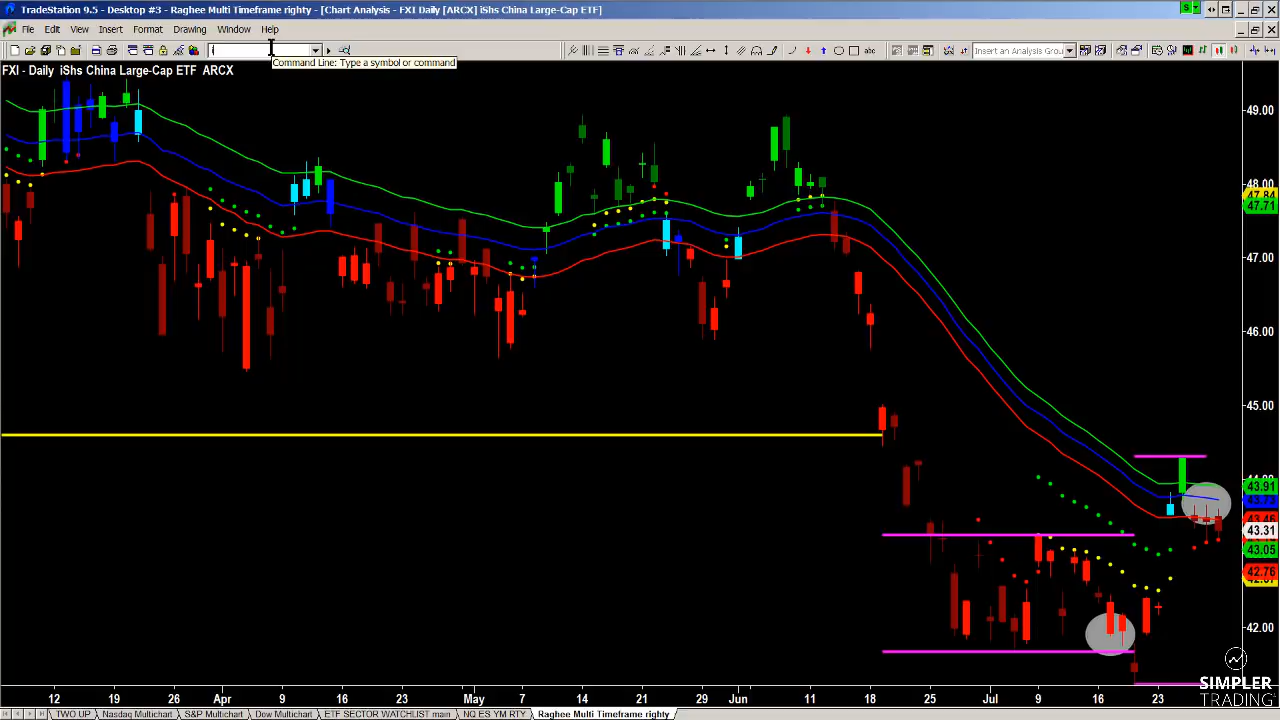 TradeStation 9.5 - Desktop #3 - Raghee Multi Timeframe righty - [Chart Analysis - FXI Daily [ARCX] iShs China Large-Cap ETF]
File Edit View Insert Format Drawing Window Help
Insert an Analysis Grou
Command Line: Type a symbol or command
FXI - Daily iShs China Large-Cap ETF ARCX
49.00
48.00
47.84
47.71
47.00
46.00
45.00
43.91
43.46
43.31
43.05
42.76
42.00
12 19 26 Apr 9 16 23 May 7 14 21 29 Jun 11 18 25 Jul 9 16 23
SIMPLER
TRADING
TWO UP Nasdaq Multichart S&P Multichart Dow Multichart ETF SECTOR WATCHLIST main NQ ES YM RTY Raghee Multi Timeframe righty